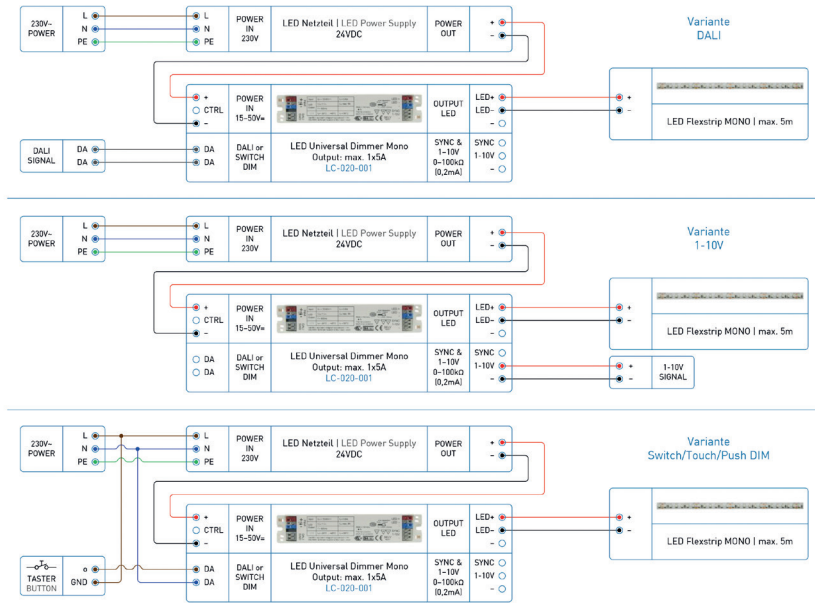 230V~
POWER
L
N
PE
L
N
PE
POWER
IN
230V
LED Netzteil | LED Power Supply
24VDC
POWER
OUT
+
-
Variante
DALI
+
CTRL
-
POWER
IN
15-50V=
OUTPUT
LED
LED+
LED-
-
+
-
LED Flexstrip MONO | max. 5m
DALI
SIGNAL
DA
DA
DA
DA
DALI or
SWITCH
DIM
LED Universal Dimmer Mono
Output: max. 1x5A
LC-020-001
SYNC &
1-10V
0-100kΩ
(0,2mA)
SYNC
1-10V
-
230V~
POWER
L
N
PE
L
N
PE
POWER
IN
230V
LED Netzteil | LED Power Supply
24VDC
POWER
OUT
+
-
Variante
1-10V
+
CTRL
-
POWER
IN
15-50V=
OUTPUT
LED
LED+
LED-
-
+
-
LED Flexstrip MONO | max. 5m
DA
DA
DALI or
SWITCH
DIM
LED Universal Dimmer Mono
Output: max. 1x5A
LC-020-001
SYNC &
1-10V
0-100kΩ
(0,2mA)
SYNC
1-10V
-
+
-
1-10V
SIGNAL
230V~
POWER
L
N
PE
L
N
PE
POWER
IN
230V
LED Netzteil | LED Power Supply
24VDC
POWER
OUT
+
-
Variante
Switch/Touch/Push DIM
+
CTRL
-
POWER
IN
15-50V=
OUTPUT
LED
LED+
LED-
-
+
-
LED Flexstrip MONO | max. 5m
TASTER
BUTTON
GND
DA
DA
DALI or
SWITCH
DIM
LED Universal Dimmer Mono
Output: max. 1x5A
LC-020-001
SYNC &
1-10V
0-100kΩ
(0,2mA)
SYNC
1-10V
-